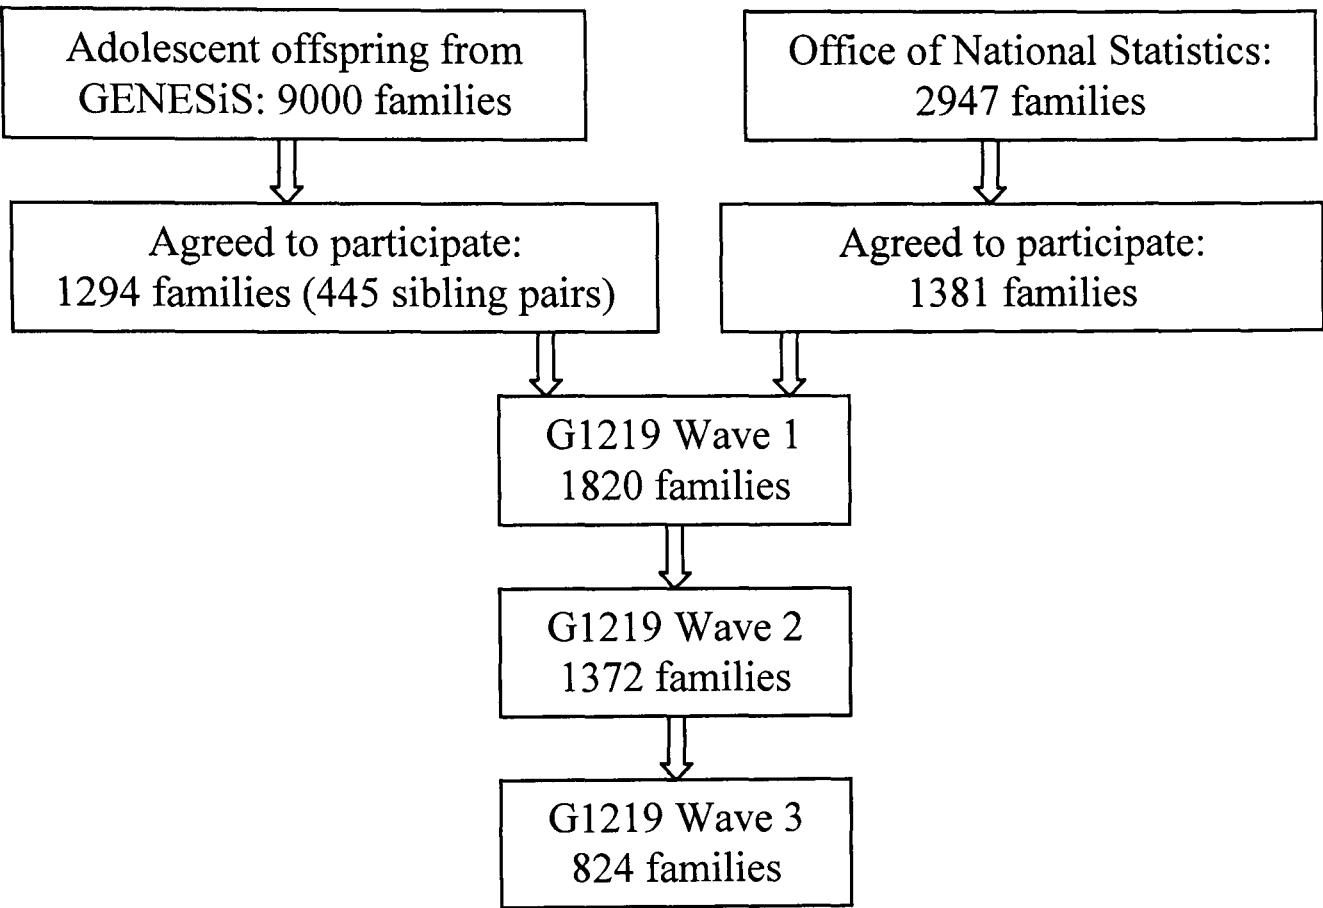 Adolescent offspring from
GENESiS: 9000 families
Office of National Statistics:
2947 families
Agreed to participate:
1294 families (445 sibling pairs)
Agreed to participate:
1381 families
G1219 Wave 1
1820 families
G1219 Wave 2
1372 families
G1219 Wave 3
824 families